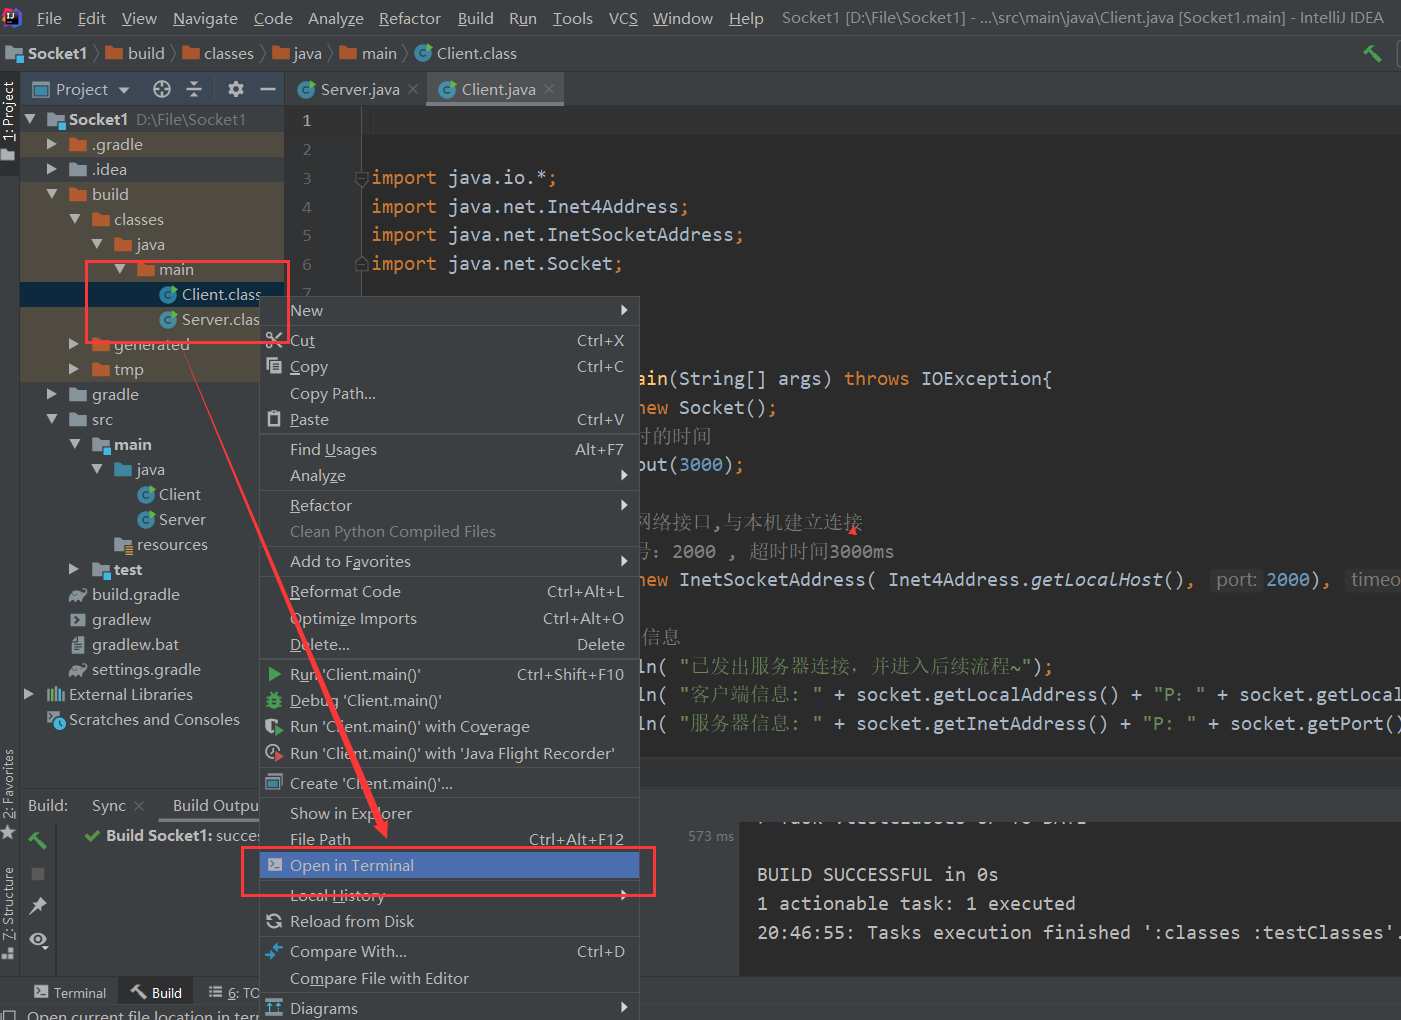 File Edit View Navigate Code Analyze Refactor Build Run Tools VCS Window Help Socket1 [D:\File\Socket1] - ...\src\main\java\Client.java [Socket1.main] - IntelliJ IDEA
Socket1 build classes java main Client.class
1: Project
Project
Server.java Client.java
Socket1 D:\File\Socket1
.gradle
.idea
build
classes
java
main
Client.class
Server.clas
generated
tmp
gradle
src
main
java
Client
Server
resources
test
build.gradle
gradlew
gradlew.bat
settings.gradle
External Libraries
Scratches and Consoles
1
2
3 import java.io.*;
4 import java.net.Inet4Address;
5 import java.net.InetSocketAddress;
6 import java.net.Socket;
7
ain(String[] args) throws IOException{
new Socket();
时的时间
out(3000);
网络接口,与本机建立连接
号: 2000 , 超时时间3000ms
new InetSocketAddress( Inet4Address.getLocalHost(), port: 2000), timeo
信息
ln( "已发出服务器连接，并进入后续流程~");
ln( "客户端信息: " + socket.getLocalAddress() + "P: " + socket.getLocal
ln( "服务器信息: " + socket.getInetAddress() + "P: " + socket.getPort()
New
Cut Ctrl+X
Copy Ctrl+C
Copy Path...
Paste Ctrl+V
Find Usages Alt+F7
Analyze
Refactor
Clean Python Compiled Files
Add to Favorites
Reformat Code Ctrl+Alt+L
Optimize Imports Ctrl+Alt+O
Delete... Delete
Run 'Client.main()' Ctrl+Shift+F10
Debug 'Client.main()'
Run 'Client.main()' with Coverage
Run 'Client.main()' with 'Java Flight Recorder'
Create 'Client.main()'...
Show in Explorer
File Path Ctrl+Alt+F12
Open in Terminal
Local History
Reload from Disk
Compare With... Ctrl+D
Compare File with Editor
Diagrams
2: Favorites
7: Structure
Build: Sync Build Outpu
Build Socket1: succe 573 ms
BUILD SUCCESSFUL in 0s
1 actionable task: 1 executed
20:46:55: Tasks execution finished ':classes :testClasses'.
Terminal Build 6: TO
Open current file location in terr